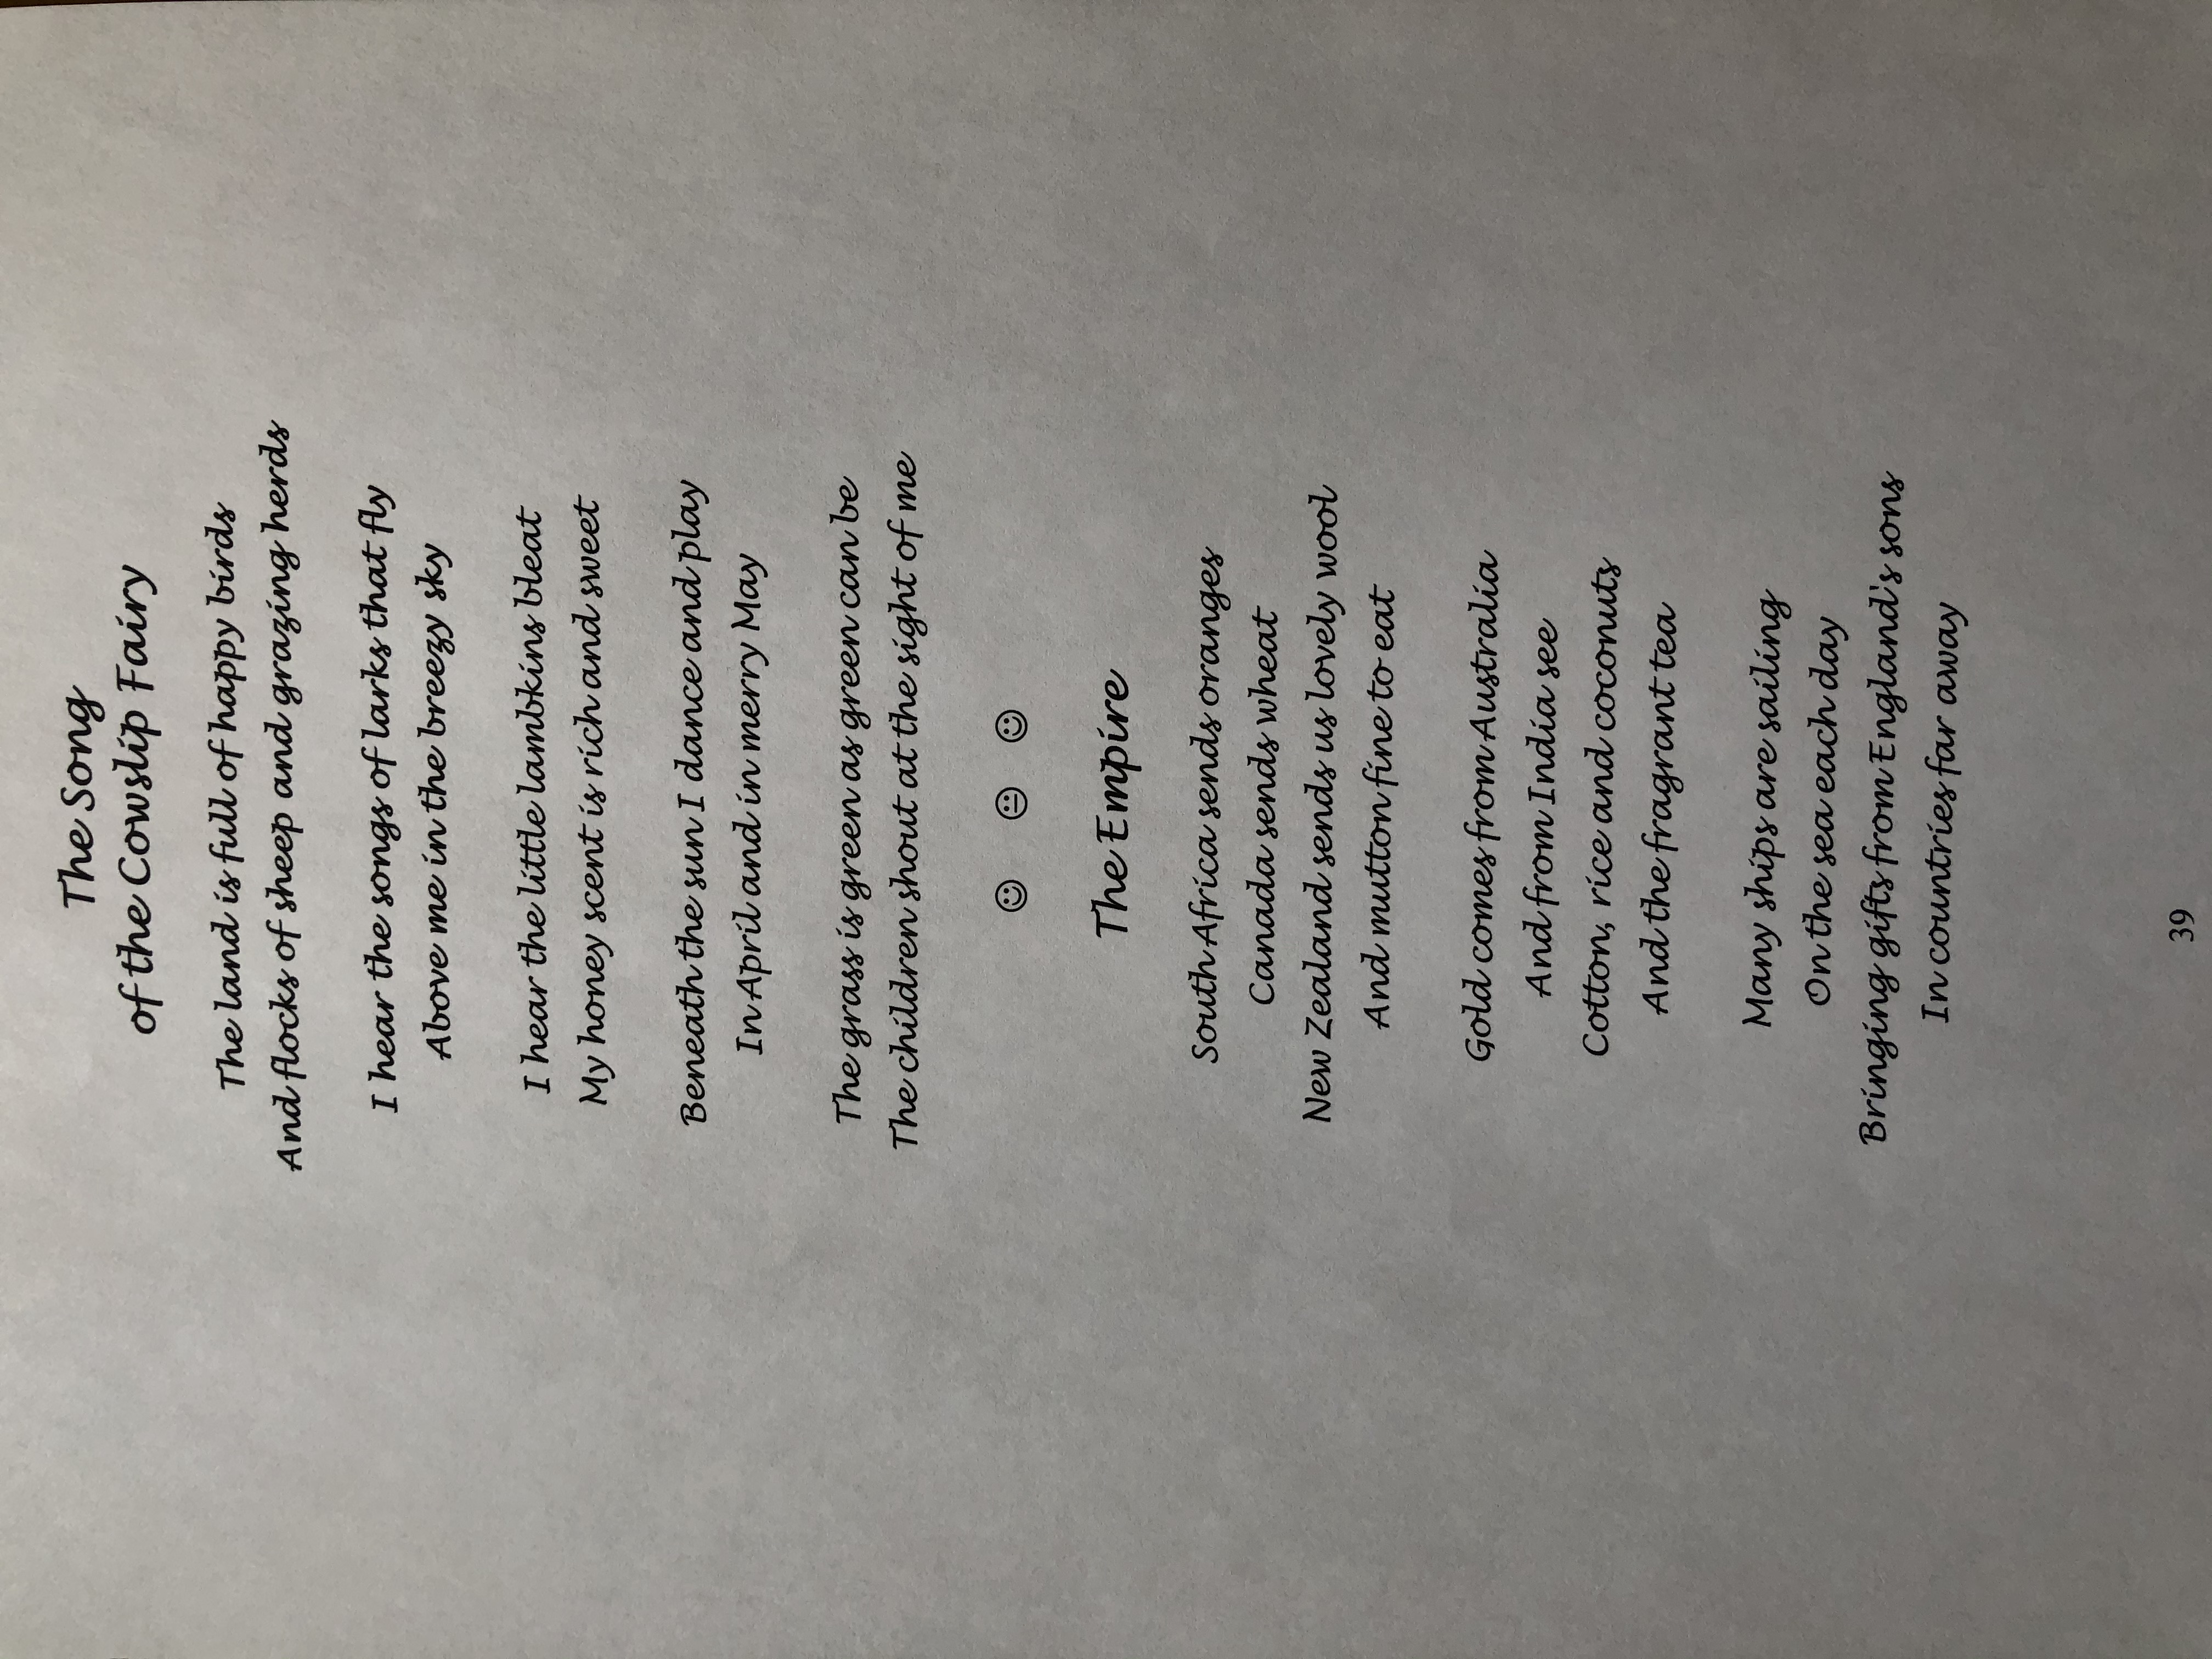 The Song
of the Cowslip Fairy
The land is full of happy birds
And flocks of sheep and grazing herds
I hear the songs of larks that fly
Above me in the breezy sky
I hear the little lambkins bleat
My honey scent is rich and sweet
Beneath the sun I dance and play
In April and in merry May
The grass is green as green can be
The children shout at the sight of me
☺ 😐 ☺
The Empire
South Africa sends oranges
Canada sends wheat
New Zealand sends us lovely wool
And mutton fine to eat
Gold comes from Australia
And from India see
Cotton, rice and coconuts
And the fragrant tea
Many ships are sailing
On the sea each day
Bringing gifts from England's sons
In countries far away
39